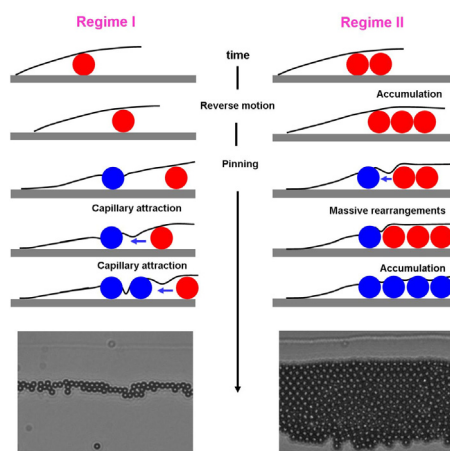 Regime I
Regime II
time
Accumulation
Reverse motion
Pinning
Capillary attraction
Massive rearrangements
Capillary attraction
Accumulation